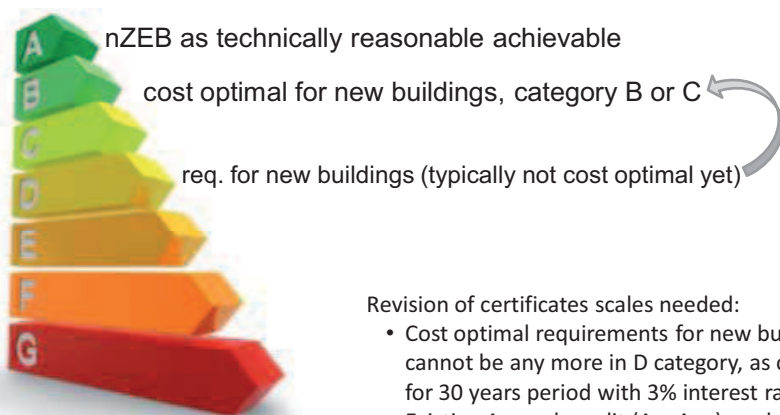 A
nZEB as technically reasonable achievable
B
cost optimal for new buildings, category B or C
C
req. for new buildings (typically not cost optimal yet)
D
E
F
G
Revision of certificates scales needed:
• Cost optimal requirements for new bu
cannot be any more in D category, as
for 30 years period with 3% interest ra